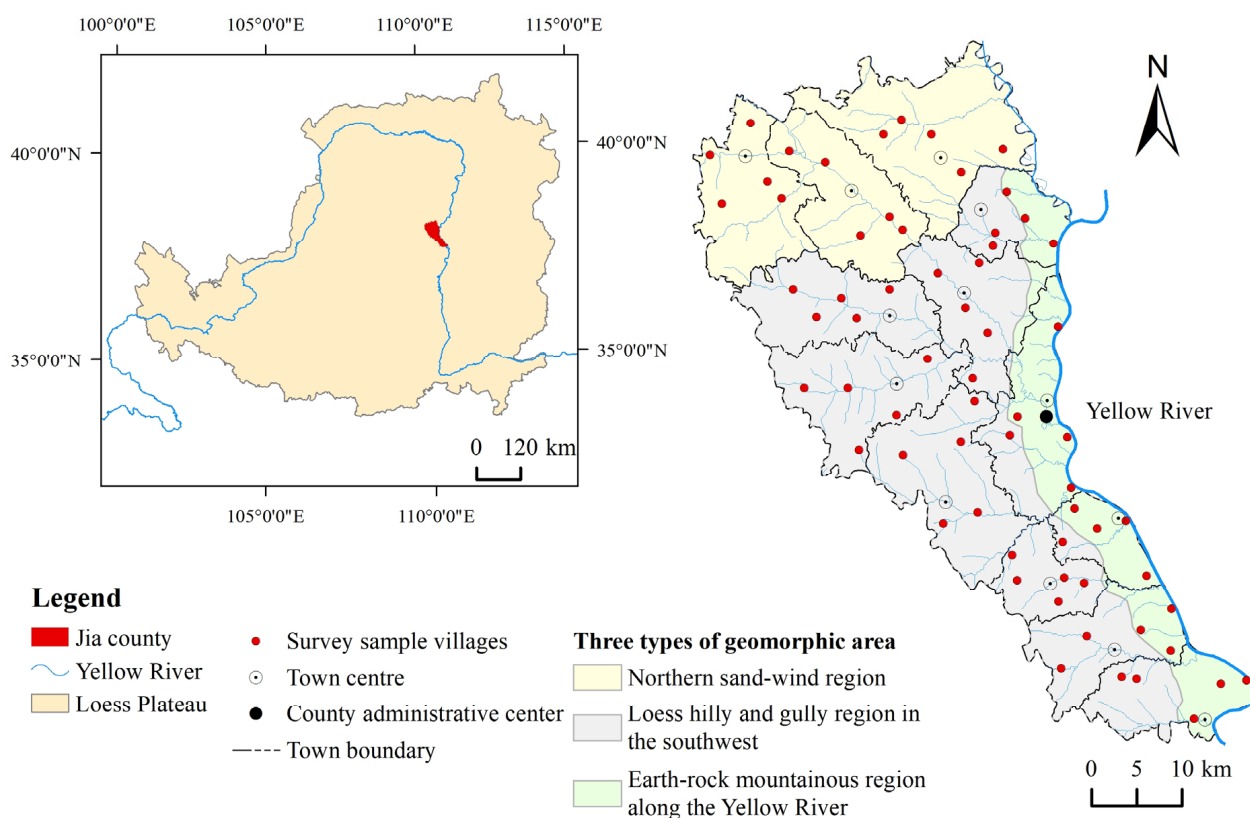 100°0'0"E 105°0'0"E 110°0'0"E 115°0'0"E
40°0'0"N
40°0'0"N
35°0'0"N
35°0'0"N
0 120 km
105°0'0"E 110°0'0"E
N
Yellow River
Legend
Jia county
Yellow River
Loess Plateau
Survey sample villages
Town centre
County administrative center
Town boundary
Three types of geomorphic area
Northern sand-wind region
Loess hilly and gully region in
the southwest
Earth-rock mountainous region
along the Yellow River
0 5 10 km